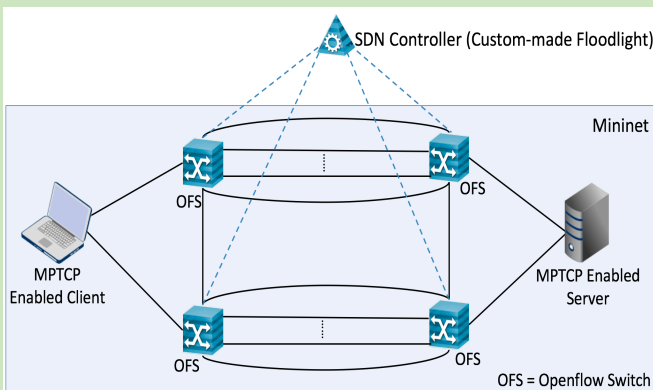 SDN Controller (Custom-made Floodlight)
Mininet
OFS
OFS
MPTCP
Enabled Client
MPTCP Enabled
Server
OFS
OFS
OFS = Openflow Switch